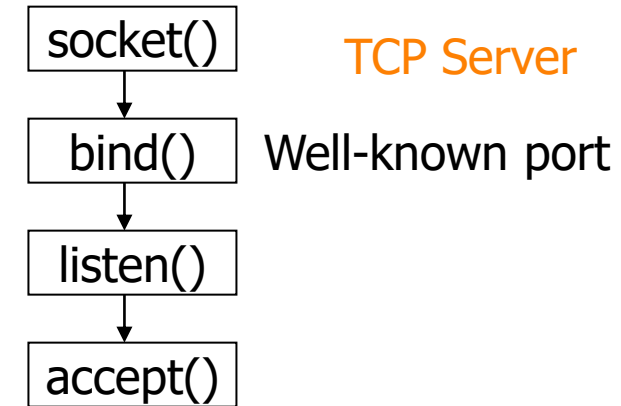 socket()
TCP Server
bind()
Well-known port
listen()
accept()